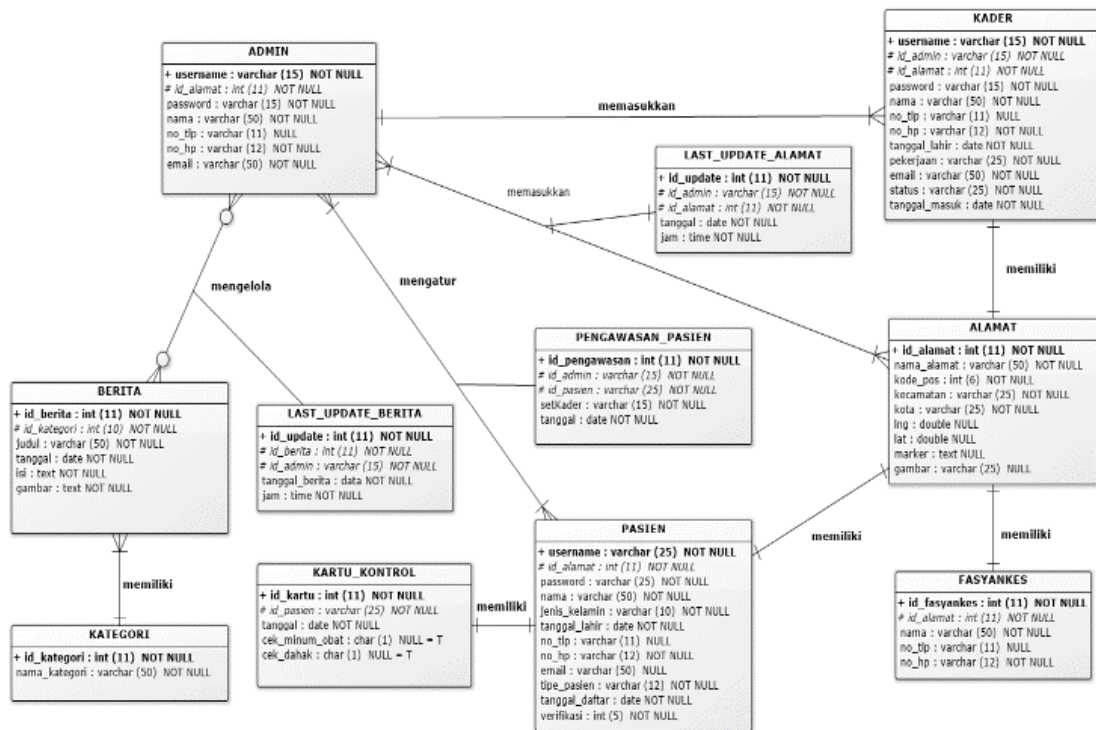 ADMIN
+ username : varchar (15) NOT NULL
# id_alamat : int (11) NOT NULL
password : varchar (15) NOT NULL
nama : varchar (50) NOT NULL
no_tlp : varchar (11) NULL
no_hp : varchar (12) NOT NULL
email : varchar (50) NOT NULL
memasukkan
KADER
+ username : varchar (15) NOT NULL
# id_admin : varchar (15) NOT NULL
# id_alamat : int (11) NOT NULL
password : varchar (15) NOT NULL
nama : varchar (50) NOT NULL
no_tlp : varchar (11) NULL
no_hp : varchar (12) NOT NULL
tanggal_lahir : date NOT NULL
pekerjaan : varchar (25) NOT NULL
email : varchar (50) NOT NULL
status : varchar (25) NOT NULL
tanggal_masuk : date NOT NULL
memasukkan
LAST_UPDATE_ALAMAT
+ id_update : int (11) NOT NULL
# id_admin : varchar (15) NOT NULL
# id_alamat : int (11) NOT NULL
tanggal : date NOT NULL
jam : time NOT NULL
memiliki
mengelola
mengatur
PENGAWASAN_PASIEN
+ id_pengawasan : int (11) NOT NULL
# id_admin : varchar (15) NOT NULL
# id_pasien : varchar (25) NOT NULL
setKader : varchar (15) NOT NULL
tanggal : date NOT NULL
ALAMAT
+ id_alamat : int (11) NOT NULL
nama_alamat : varchar (50) NOT NULL
kode_pos : int (6) NOT NULL
kecamatan : varchar (25) NOT NULL
kota : varchar (25) NOT NULL
lng : double NULL
lat : double NULL
marker : text NULL
gambar : varchar (25) NULL
BERITA
+ id_berita : int (11) NOT NULL
# id_kategori : int (10) NOT NULL
judul : varchar (50) NOT NULL
tanggal : date NOT NULL
isi : text NOT NULL
gambar : text NOT NULL
LAST_UPDATE_BERITA
+ id_update : int (11) NOT NULL
# id_berita : int (11) NOT NULL
# id_admin : varchar (15) NOT NULL
tanggal_berita : data NOT NULL
jam : time NOT NULL
memiliki
memiliki
memiliki
KARTU_KONTROL
+ id_kartu : int (11) NOT NULL
# id_pasien : varchar (25) NOT NULL
tanggal : date NOT NULL
cek_minum_obat : char (1) NULL = T
cek_dahak : char (1) NULL = T
memiliki
PASIEN
+ username : varchar (25) NOT NULL
# id_alamat : int (11) NOT NULL
password : varchar (25) NOT NULL
nama : varchar (50) NOT NULL
jenis_kelamin : varchar (10) NOT NULL
tanggal_lahir : date NOT NULL
no_tlp : varchar (11) NULL
no_hp : varchar (12) NOT NULL
email : varchar (50) NULL
tipe_pasien : varchar (12) NOT NULL
tanggal_daftar : date NOT NULL
verifikasi : int (5) NOT NULL
FASYANKES
+ id_fasyankes : int (11) NOT NULL
# id_alamat : int (11) NOT NULL
nama : varchar (50) NOT NULL
no_tlp : varchar (11) NULL
no_hp : varchar (12) NOT NULL
KATEGORI
+ id_kategori : int (11) NOT NULL
nama_kategori : varchar (50) NOT NULL